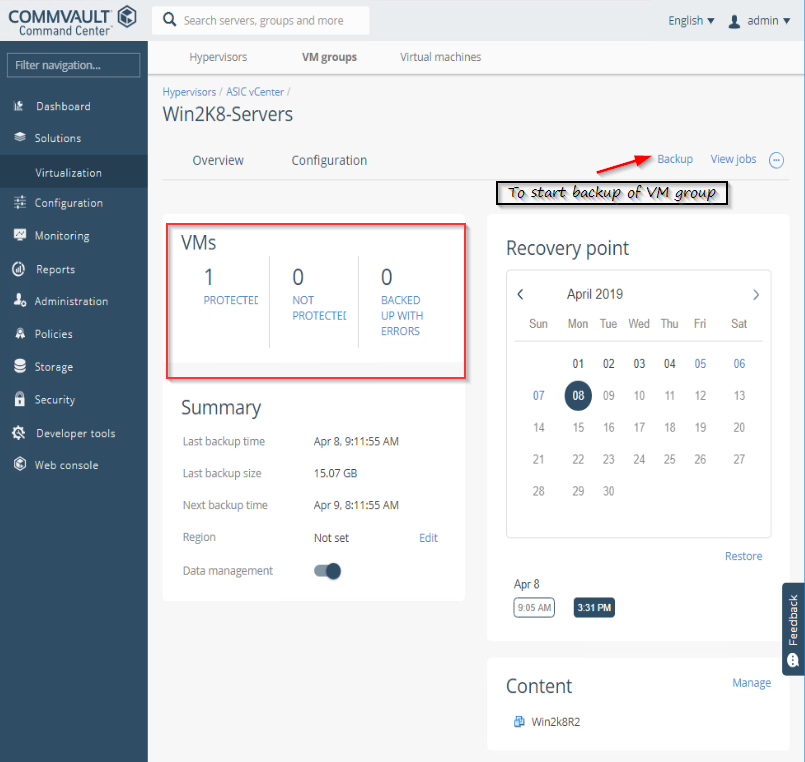 COMMVAULT
Command Center™
Search servers, groups and more
English
admin
Filter navigation...
Dashboard
Solutions
Virtualization
Configuration
Monitoring
Reports
Administration
Policies
Storage
Security
Developer tools
Web console
Hypervisors VM groups Virtual machines
Hypervisors / ASIC vCenter /
Win2K8-Servers
Overview Configuration Backup View jobs
To start backup of VM group
VMs
1 0 0
PROTECTED NOT BACKED
PROTECTED UP WITH
ERRORS
Summary
Last backup time Apr 8, 9:11:55 AM
Last backup size 15.07 GB
Next backup time Apr 9, 8:11:55 AM
Region Not set Edit
Data management
Recovery point
April 2019
Sun Mon Tue Wed Thu Fri Sat
01 02 03 04 05 06
07 08 09 10 11 12 13
14 15 16 17 18 19 20
21 22 23 24 25 26 27
28 29 30
Restore
Apr 8
9:05 AM 3:31 PM
Content Manage
Win2k8R2
Feedback